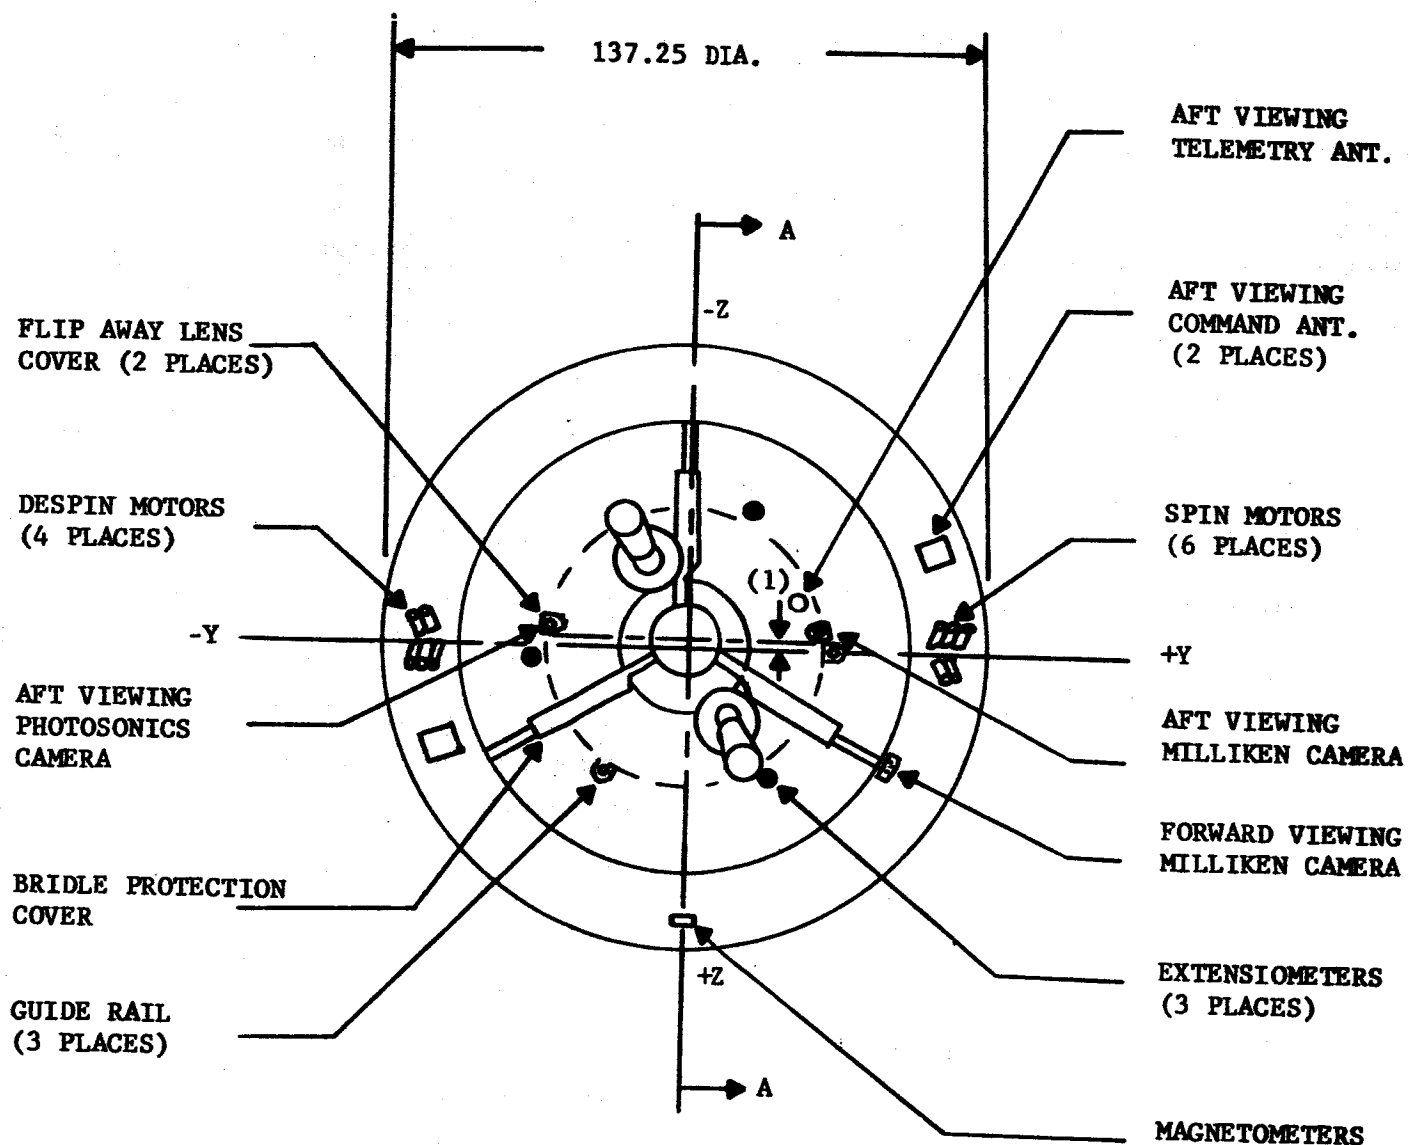 137.25 DIA.
AFT VIEWING
TELEMETRY ANT.
A
-Z
AFT VIEWING
COMMAND ANT.
(2 PLACES)
FLIP AWAY LENS
COVER (2 PLACES)
DESPIN MOTORS
(4 PLACES)
SPIN MOTORS
(6 PLACES)
(1)
-Y
+Y
AFT VIEWING
PHOTOSONICS
CAMERA
AFT VIEWING
MILLIKEN CAMERA
FORWARD VIEWING
MILLIKEN CAMERA
BRIDLE PROTECTION
COVER
+Z
EXTENSIOMETERS
(3 PLACES)
GUIDE RAIL
(3 PLACES)
A
MAGNETOMETERS